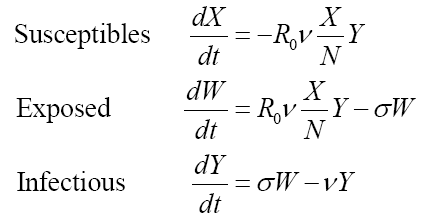 Susceptibles dX/dt = -R₀ν X/N Y
Exposed dW/dt = R₀ν X/N Y - σW
Infectious dY/dt = σW - νY